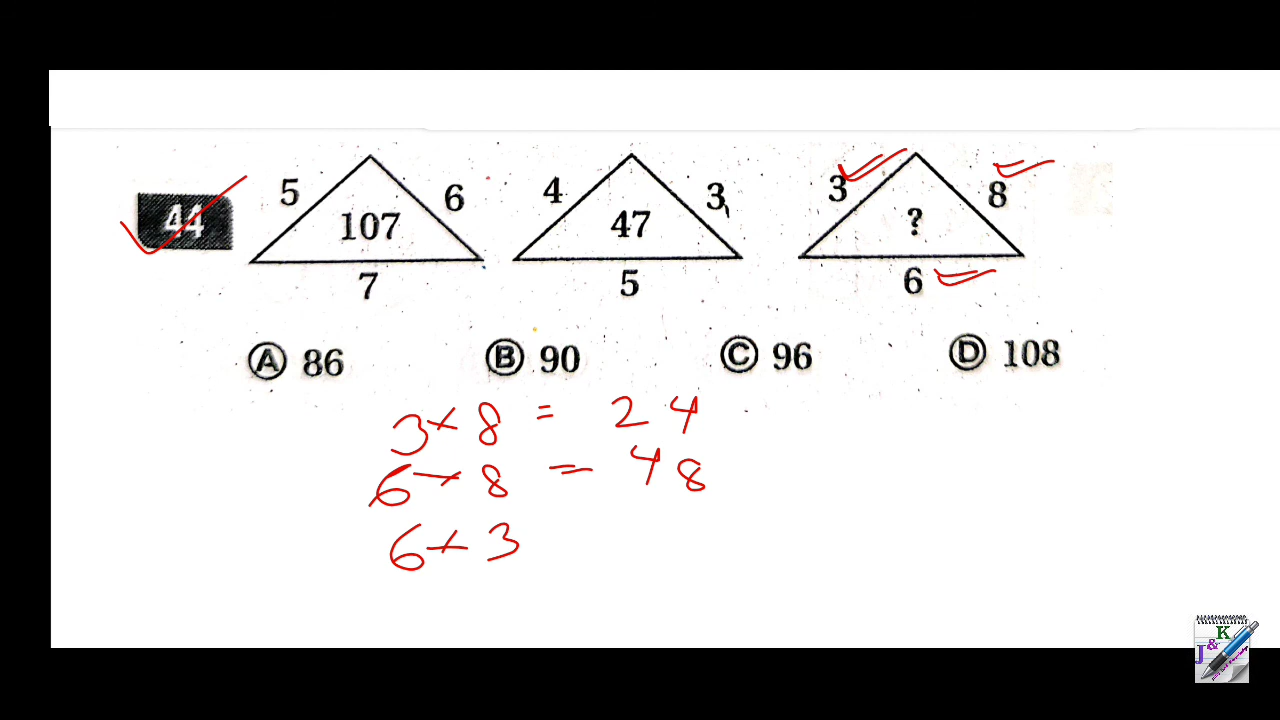 5 6 4 3 3 8
44 107 47 ?
7 5 6
A 86 B 90 C 96 D 108
3 × 8 = 24
6 × 8 = 48
6 × 3
J & K